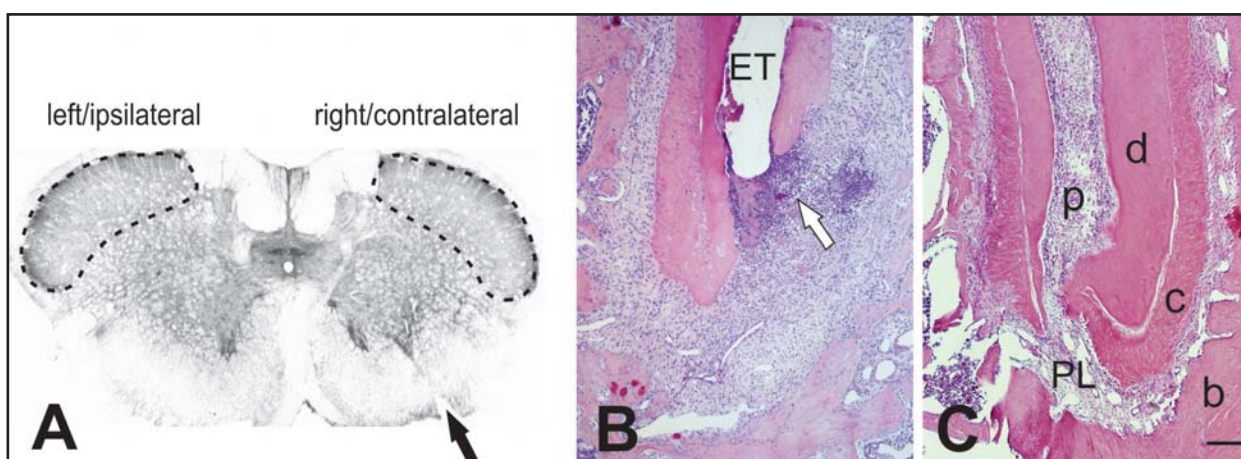 left/ipsilateral
right/contralateral
A
ET
B
d
p
c
PL
b
C